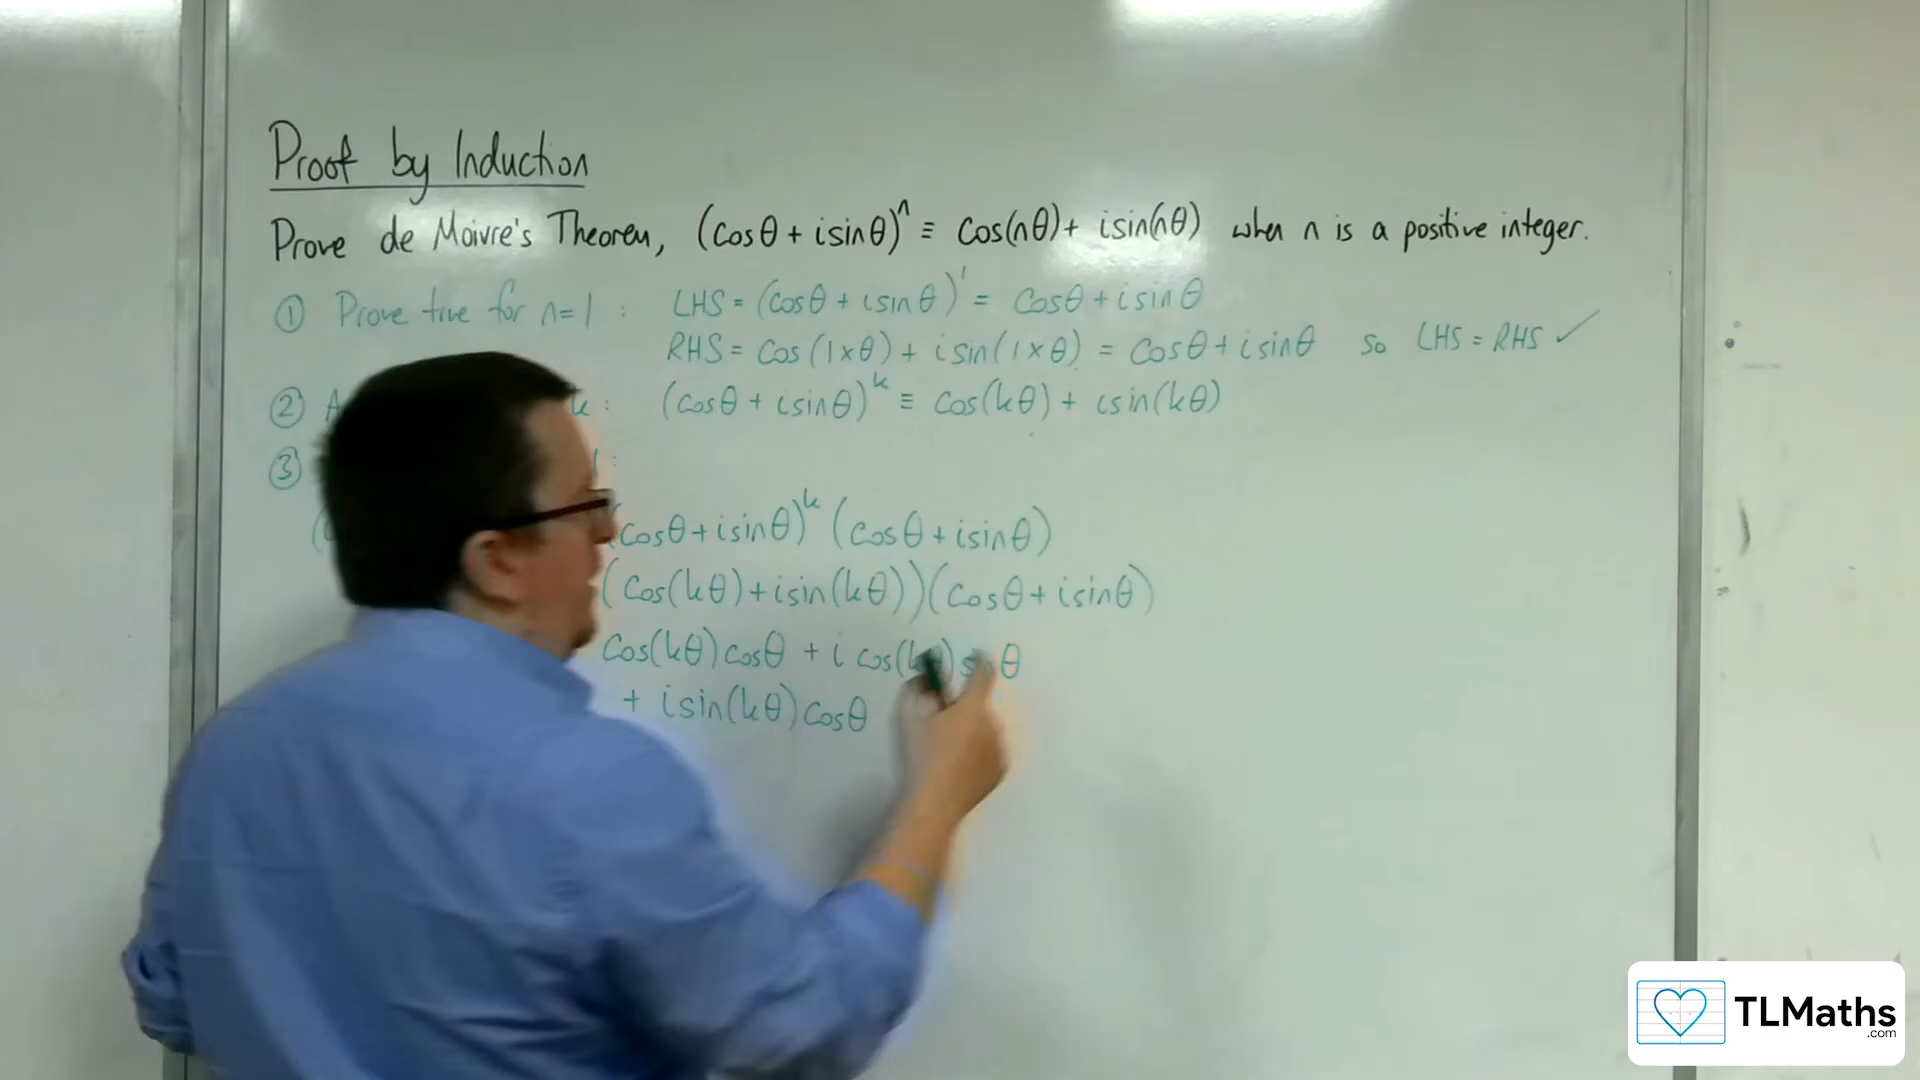 Proof by Induction
Prove de Moivre's Theorem, (cosθ + isinθ)ⁿ ≡ cos(nθ) + isin(nθ) when n is a positive integer.
① Prove true for n=1 : LHS = (cosθ + isinθ)¹ = cosθ + isinθ
RHS = cos(1×θ) + isin(1×θ) = cosθ + isinθ so LHS = RHS ✓
② A k : (cosθ + isinθ)ᵏ ≡ cos(kθ) + isin(kθ)
③ 1 :
( (cosθ + isinθ)ᵏ (cosθ + isinθ)
(cos(kθ) + isin(kθ))(cosθ + isinθ)
cos(kθ)cosθ + i cos(k ) s θ
+ isin(kθ)cosθ
TLMaths
.com